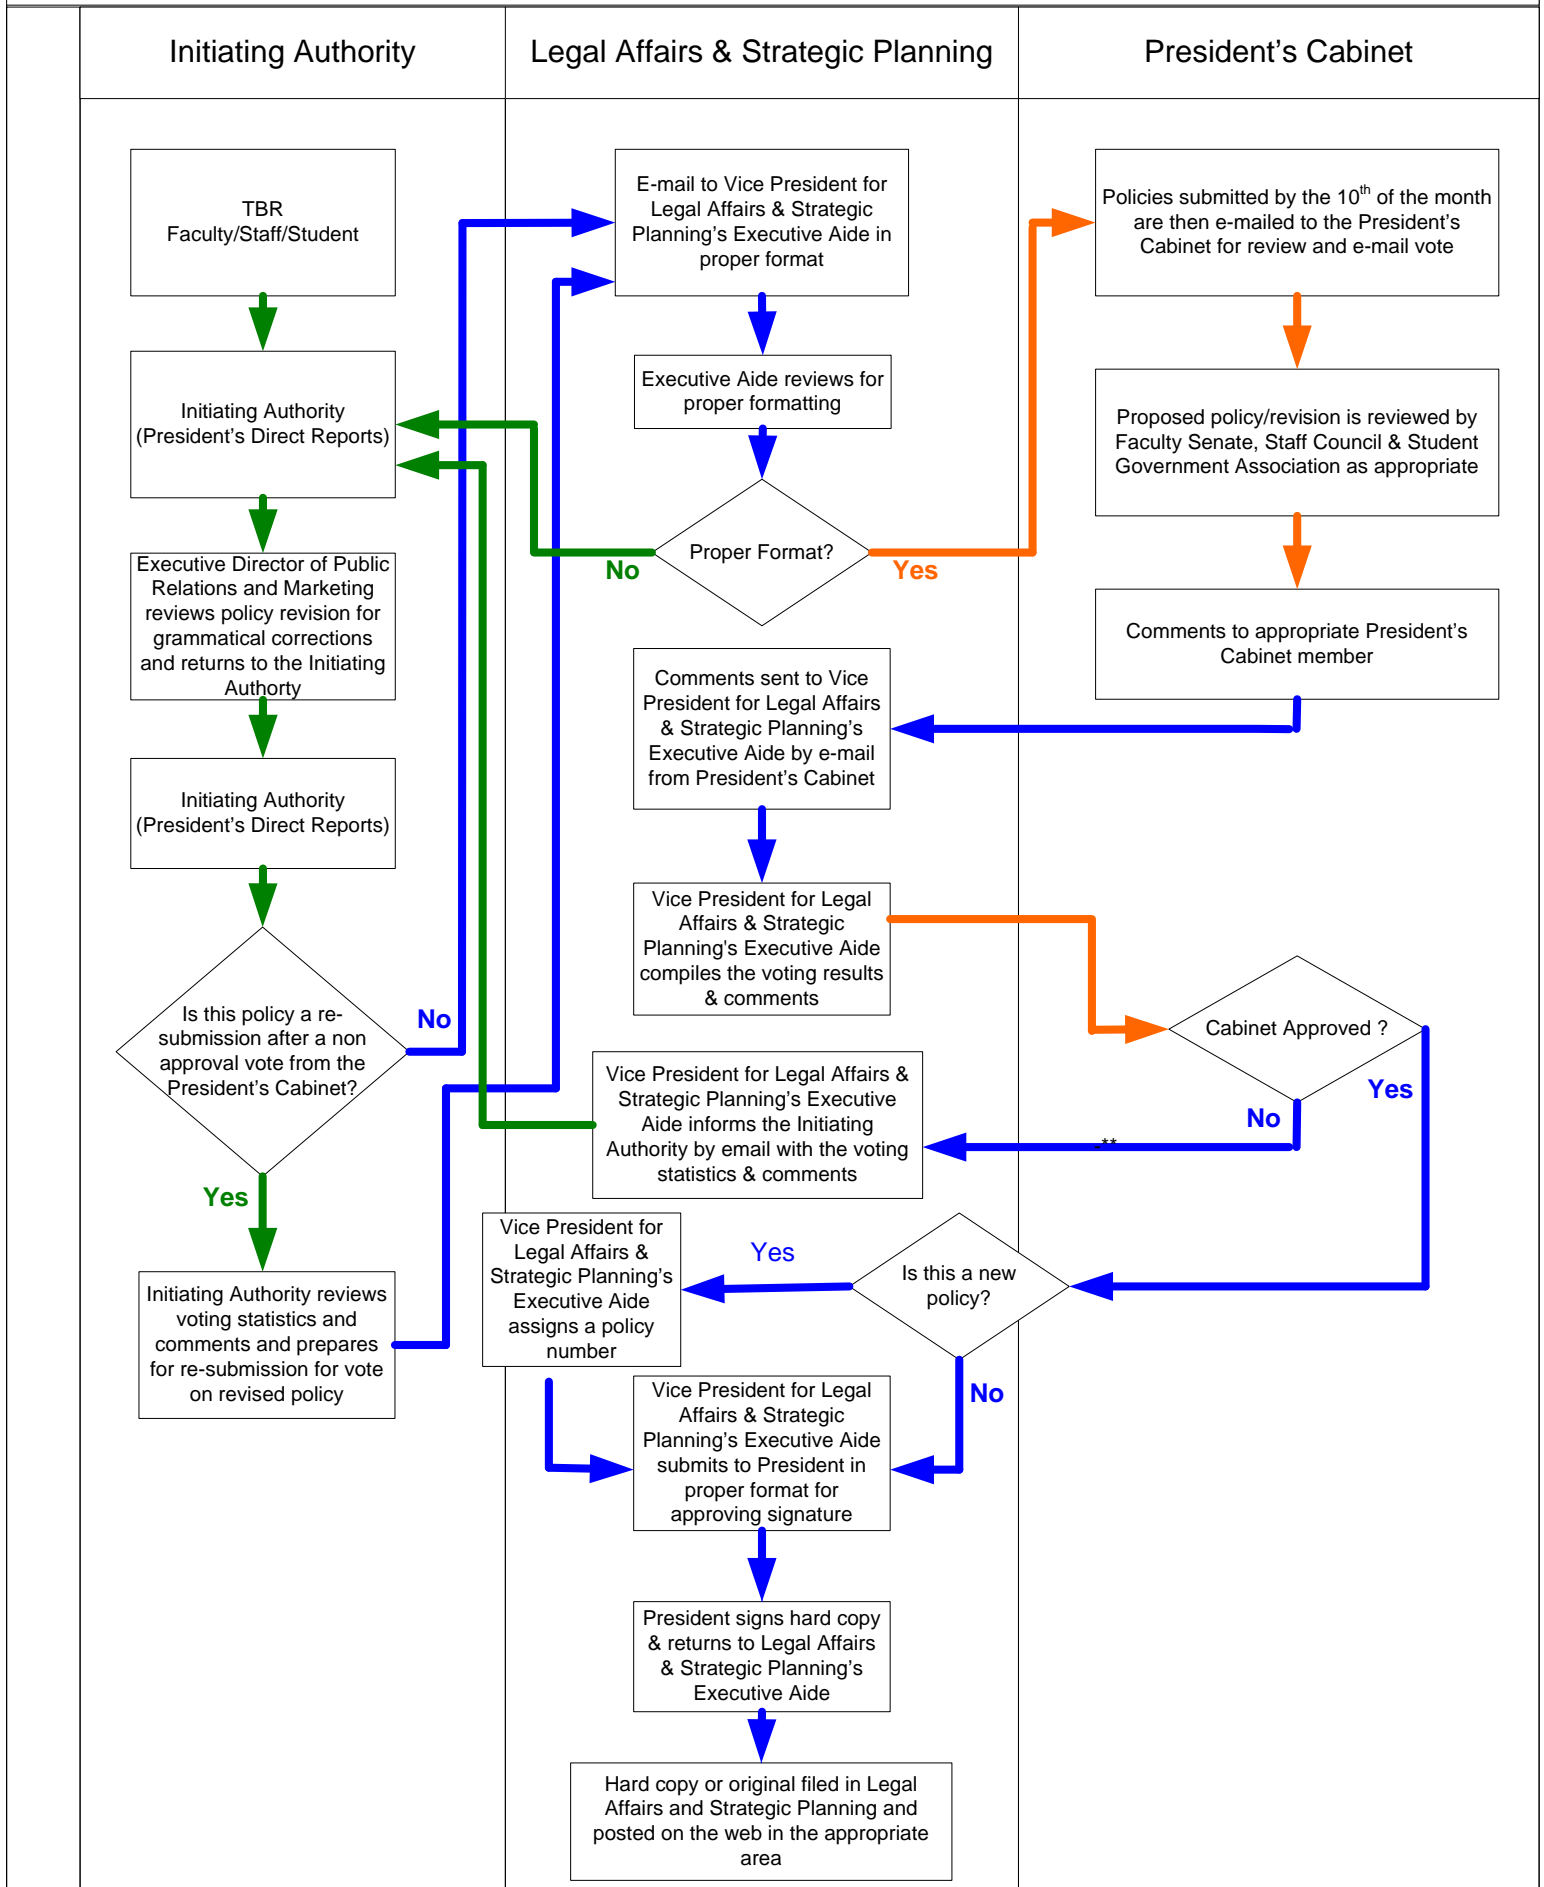 Initiating Authority
Legal Affairs & Strategic Planning
President's Cabinet
TBR
Faculty/Staff/Student
Initiating Authority
(President's Direct Reports)
Executive Director of Public
Relations and Marketing
reviews policy revision for
grammatical corrections
and returns to the Initiating
Authorty
Initiating Authority
(President's Direct Reports)
Is this policy a re-
submission after a non
approval vote from the
President's Cabinet?
No
Yes
Initiating Authority reviews
voting statistics and
comments and prepares
for re-submission for vote
on revised policy
E-mail to Vice President for
Legal Affairs & Strategic
Planning's Executive Aide in
proper format
Executive Aide reviews for
proper formatting
Proper Format?
No
Yes
Policies submitted by the 10th of the month
are then e-mailed to the President's
Cabinet for review and e-mail vote
Proposed policy/revision is reviewed by
Faculty Senate, Staff Council & Student
Government Association as appropriate
Comments to appropriate President's
Cabinet member
Comments sent to Vice
President for Legal Affairs
& Strategic Planning's
Executive Aide by e-mail
from President's Cabinet
Vice President for Legal
Affairs & Strategic
Planning's Executive Aide
compiles the voting results
& comments
Cabinet Approved ?
No
Yes
**
Vice President for Legal Affairs &
Strategic Planning's Executive
Aide informs the Initiating
Authority by email with the voting
statistics & comments
Is this a new
policy?
Yes
No
Vice President for
Legal Affairs &
Strategic Planning's
Executive Aide
assigns a policy
number
Vice President for Legal
Affairs & Strategic
Planning's Executive Aide
submits to President in
proper format for
approving signature
President signs hard copy
& returns to Legal Affairs
& Strategic Planning's
Executive Aide
Hard copy or original filed in Legal
Affairs and Strategic Planning and
posted on the web in the appropriate
area